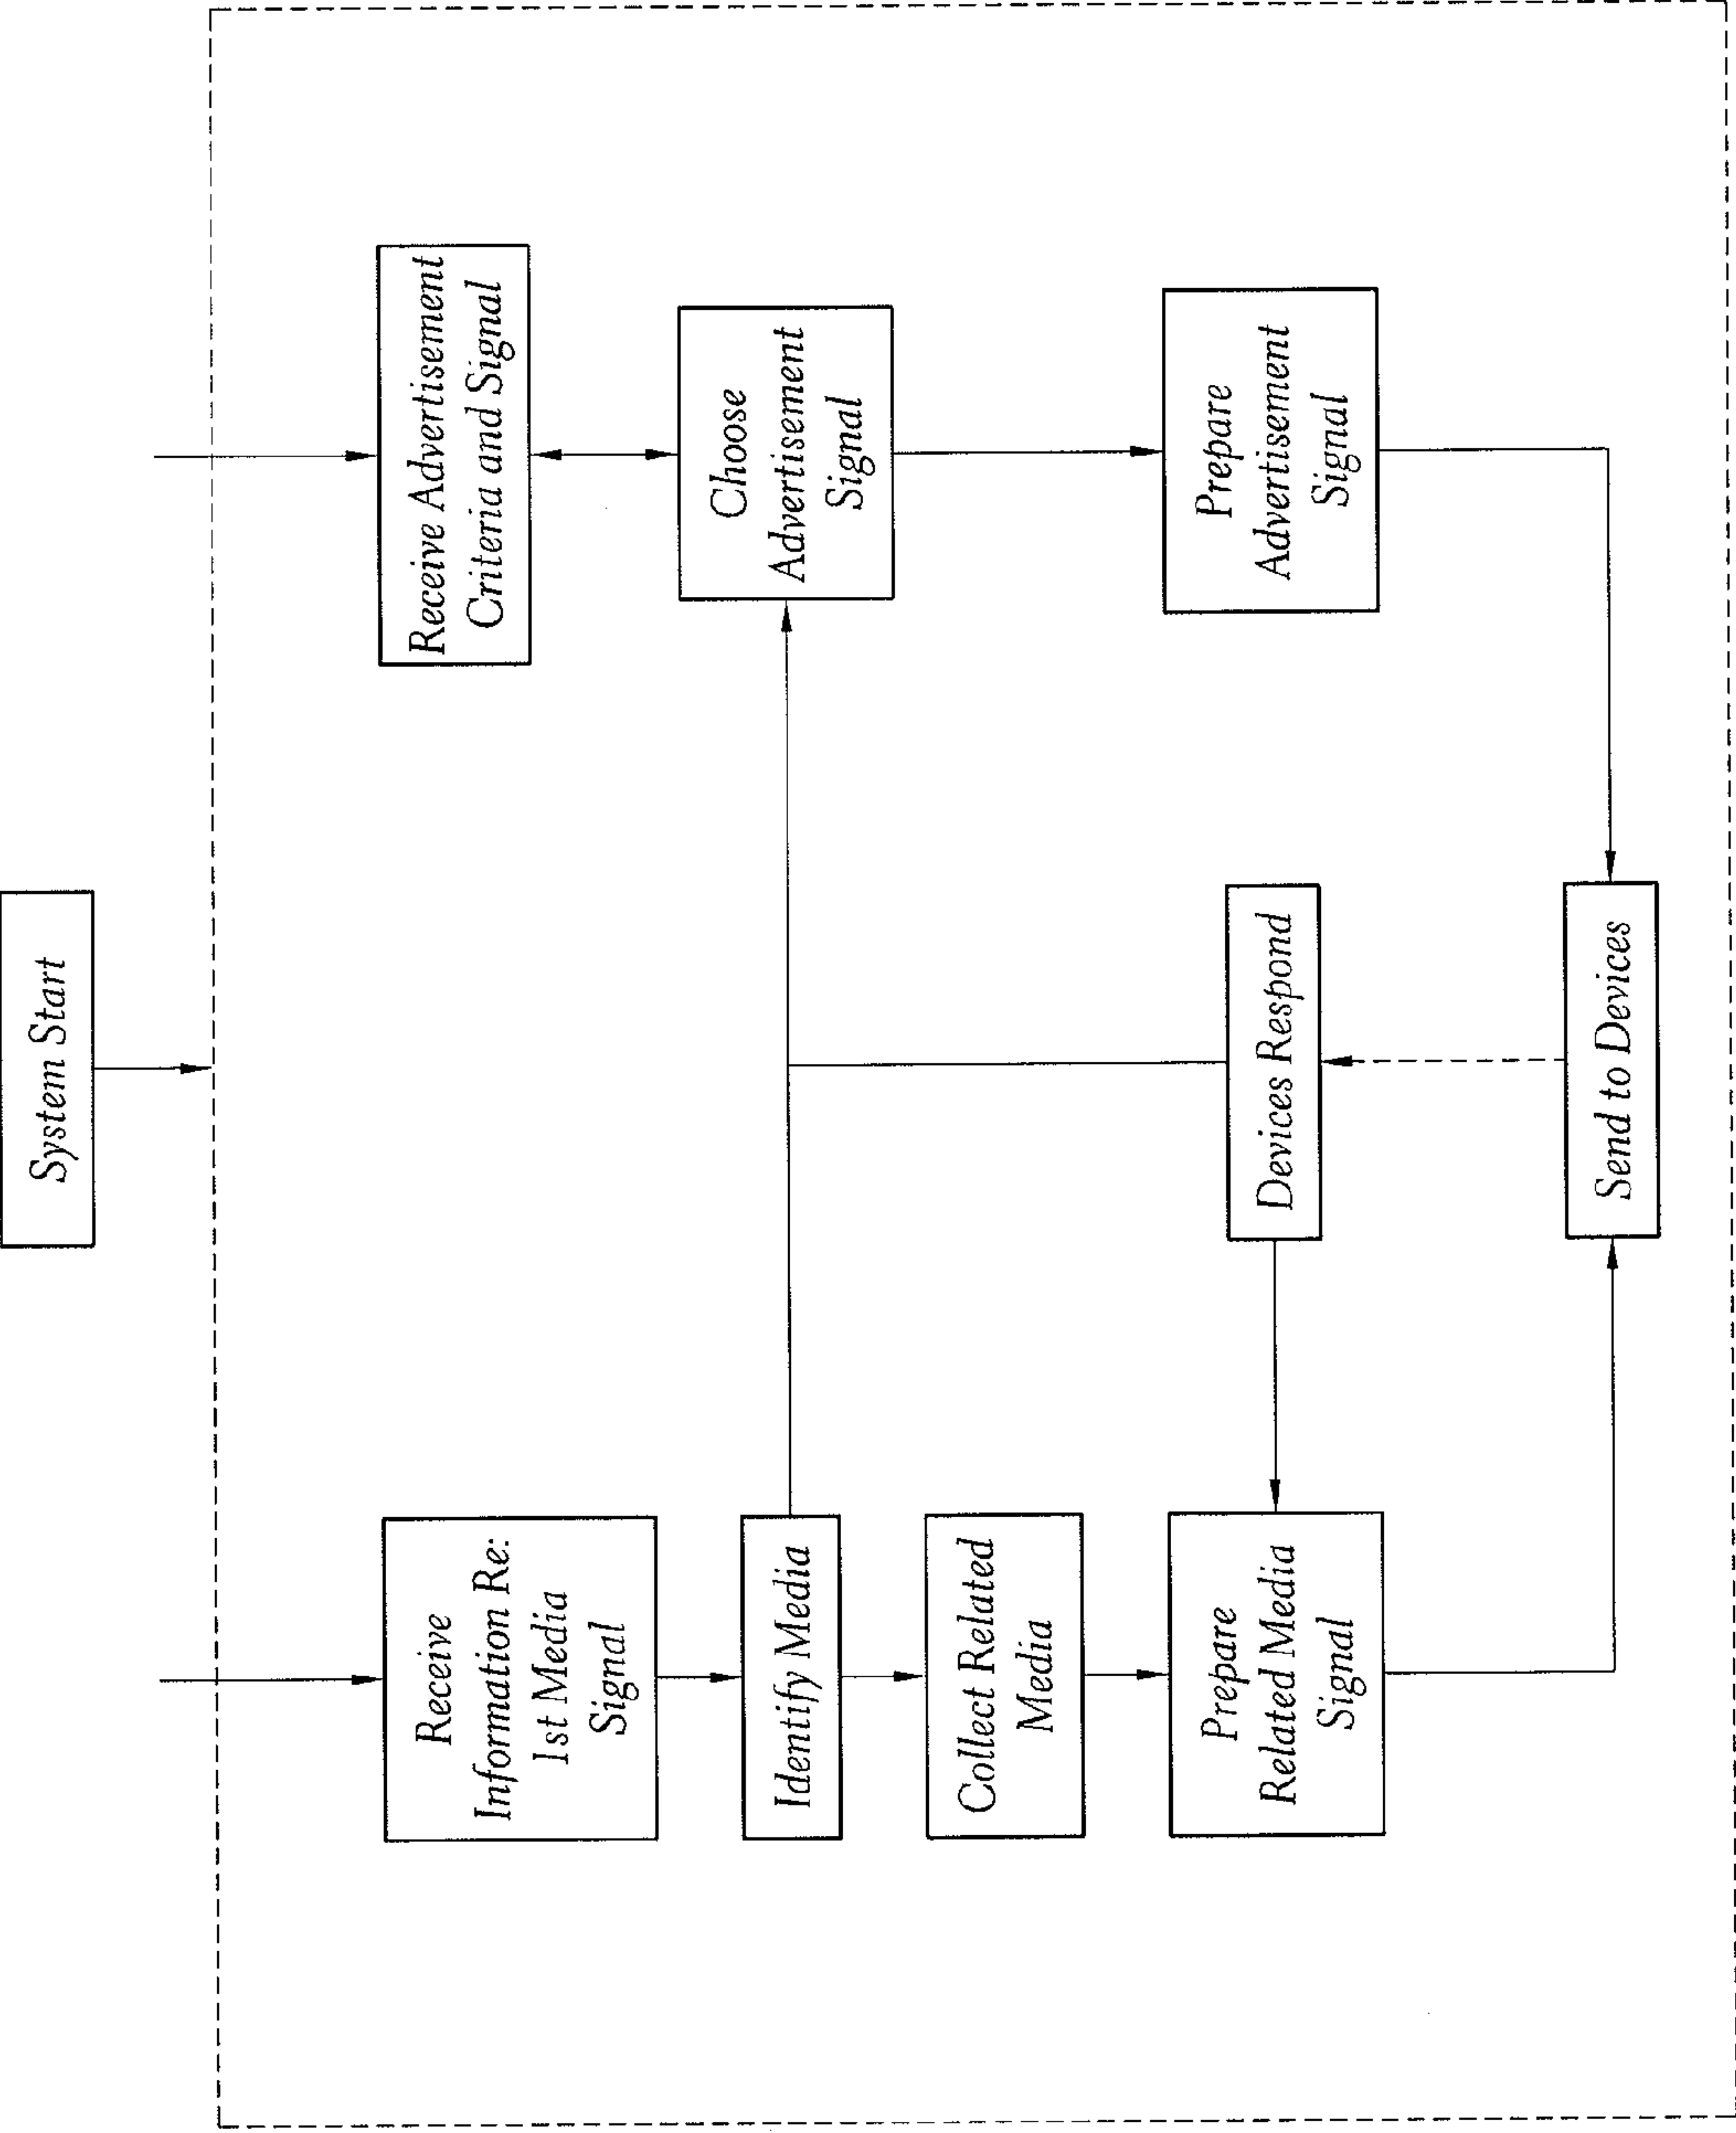 System Start
Receive
Information Re:
1st Media
Signal
Identify Media
Collect Related
Media
Prepare
Related Media
Signal
Devices Respond
Send to Devices
Receive Advertisement
Criteria and Signal
Choose
Advertisement
Signal
Prepare
Advertisement
Signal